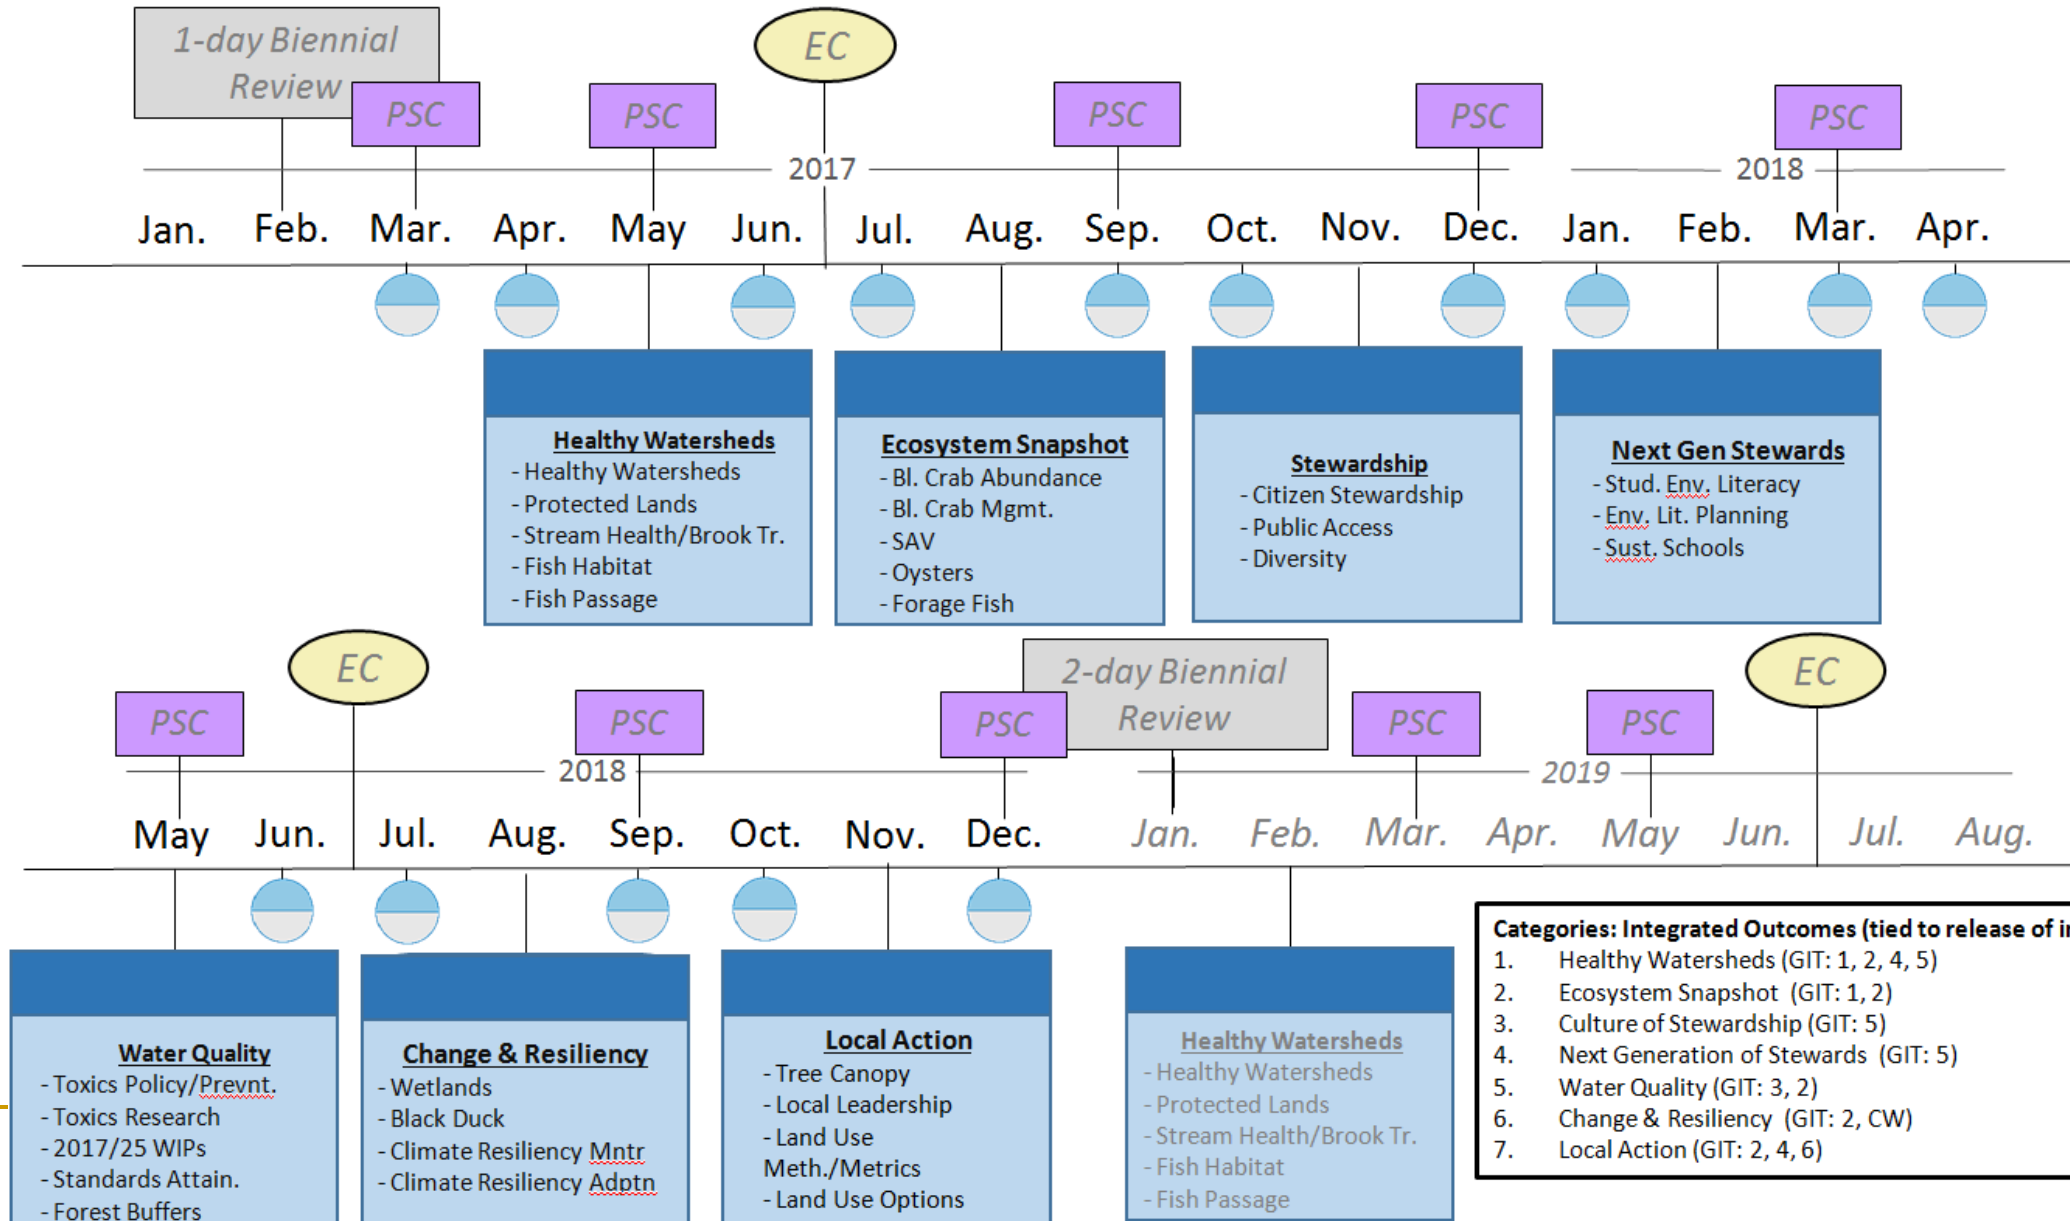 1-day Biennial
Review
EC
PSC
PSC
PSC
PSC
PSC
2017
2018
Jan. Feb. Mar. Apr. May Jun. Jul. Aug. Sep. Oct. Nov. Dec. Jan. Feb. Mar. Apr.
Healthy Watersheds
- Healthy Watersheds
- Protected Lands
- Stream Health/Brook Tr.
- Fish Habitat
- Fish Passage
Ecosystem Snapshot
- Bl. Crab Abundance
- Bl. Crab Mgmt.
- SAV
- Oysters
- Forage Fish
Stewardship
- Citizen Stewardship
- Public Access
- Diversity
Next Gen Stewards
- Stud. Env. Literacy
- Env. Lit. Planning
- Sust. Schools
EC
2-day Biennial
Review
EC
PSC
PSC
PSC
PSC
PSC
2018
2019
May Jun. Jul. Aug. Sep. Oct. Nov. Dec. Jan. Feb. Mar. Apr. May Jun. Jul. Aug.
Water Quality
- Toxics Policy/Prevnt.
- Toxics Research
- 2017/25 WIPs
- Standards Attain.
- Forest Buffers
Change & Resiliency
- Wetlands
- Black Duck
- Climate Resiliency Mntr
- Climate Resiliency Adptn
Local Action
- Tree Canopy
- Local Leadership
- Land Use
Meth./Metrics
- Land Use Options
Healthy Watersheds
- Healthy Watersheds
- Protected Lands
- Stream Health/Brook Tr.
- Fish Habitat
- Fish Passage
Categories: Integrated Outcomes (tied to release of
1. Healthy Watersheds (GIT: 1, 2, 4, 5)
2. Ecosystem Snapshot (GIT: 1, 2)
3. Culture of Stewardship (GIT: 5)
4. Next Generation of Stewards (GIT: 5)
5. Water Quality (GIT: 3, 2)
6. Change & Resiliency (GIT: 2, CW)
7. Local Action (GIT: 2, 4, 6)